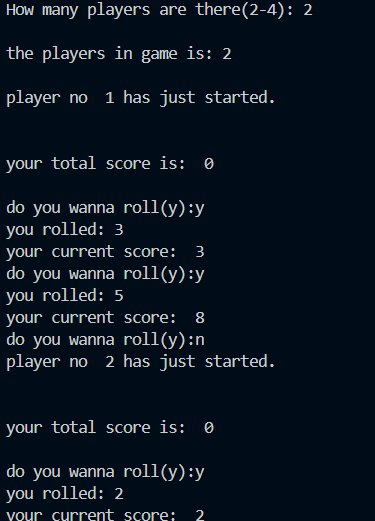 How many players are there(2-4): 2
the players in game is: 2
player no  1 has just started.
your total score is:  0
do you wanna roll(y):y
you rolled: 3
your current score:  3
do you wanna roll(y):y
you rolled: 5
your current score:  8
do you wanna roll(y):n
player no  2 has just started.
your total score is:  0
do you wanna roll(y):y
you rolled: 2
your current score:  2